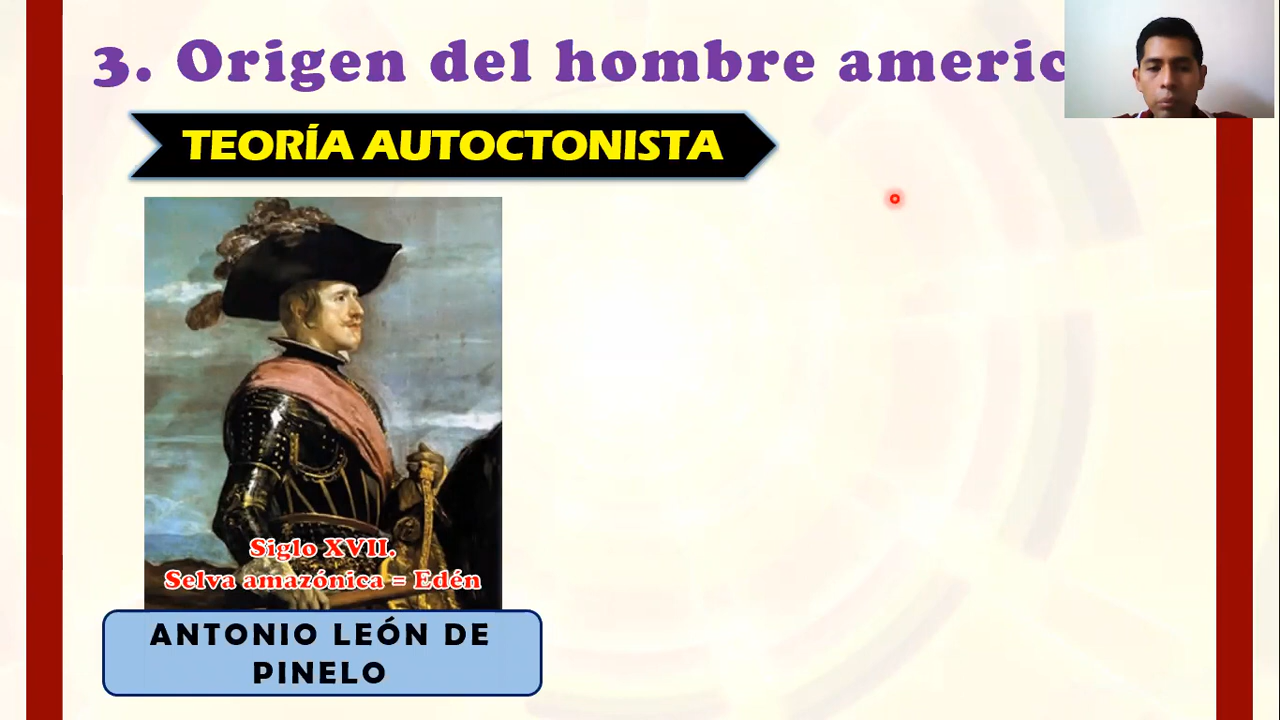 3. Origen del hombre americ
TEORÍA AUTOCTONISTA
Siglo XVII.
Selva amazónica = Edén
ANTONIO LEÓN DE
PINELO